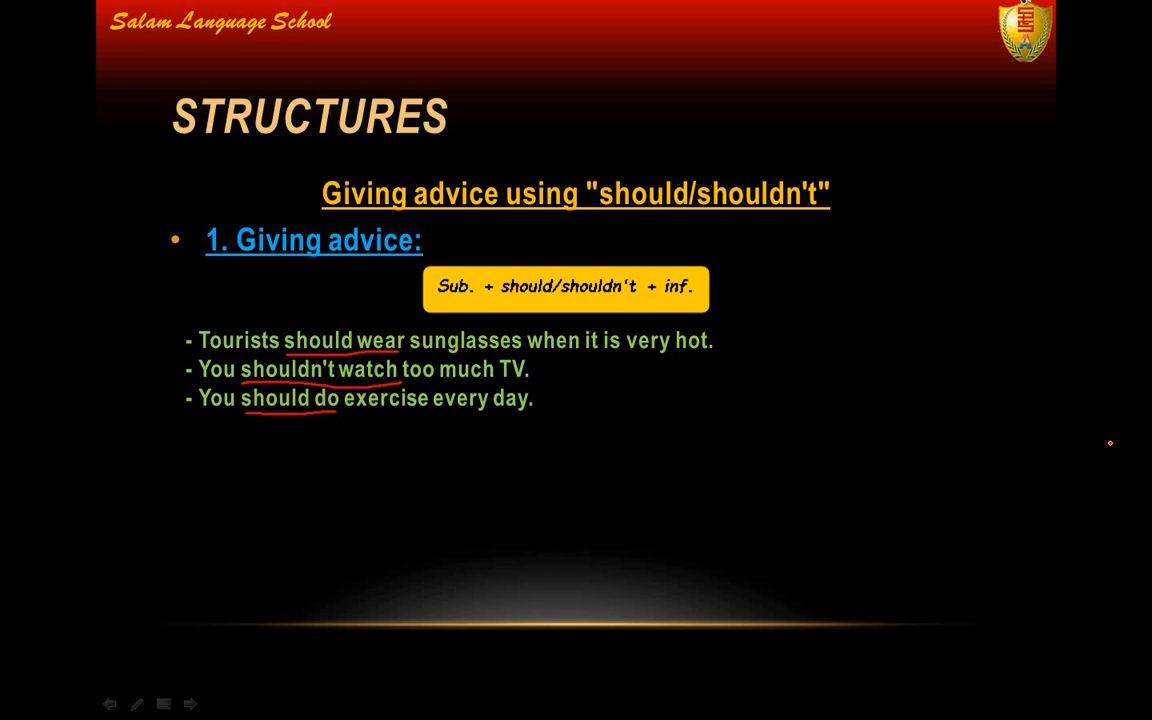 Salam Language School
STRUCTURES
Giving advice using "should/shouldn't"
• 1. Giving advice:
Sub. + should/shouldn't + inf.
- Tourists should wear sunglasses when it is very hot.
- You shouldn't watch too much TV.
- You should do exercise every day.